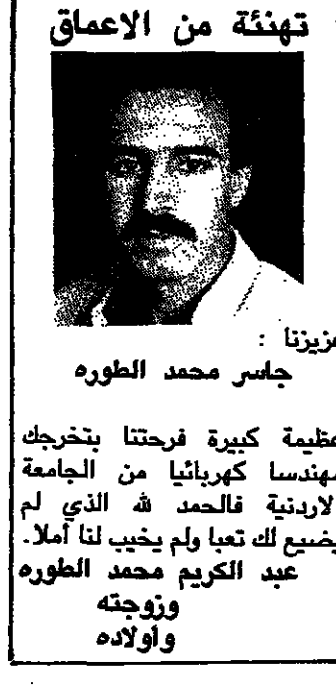 تهنئة من الاعماق
عزيزنا :
جاسر محمد الطوره
عظيمة كبيرة فرحتنا بتخرجك
مهندسا كهربائيا من الجامعة
الاردنية فالحمد لله الذي لم
يضيع لك تعبا ولم يخيب لنا أملا.
عبد الكريم محمد الطوره
وزوجته
واولاده